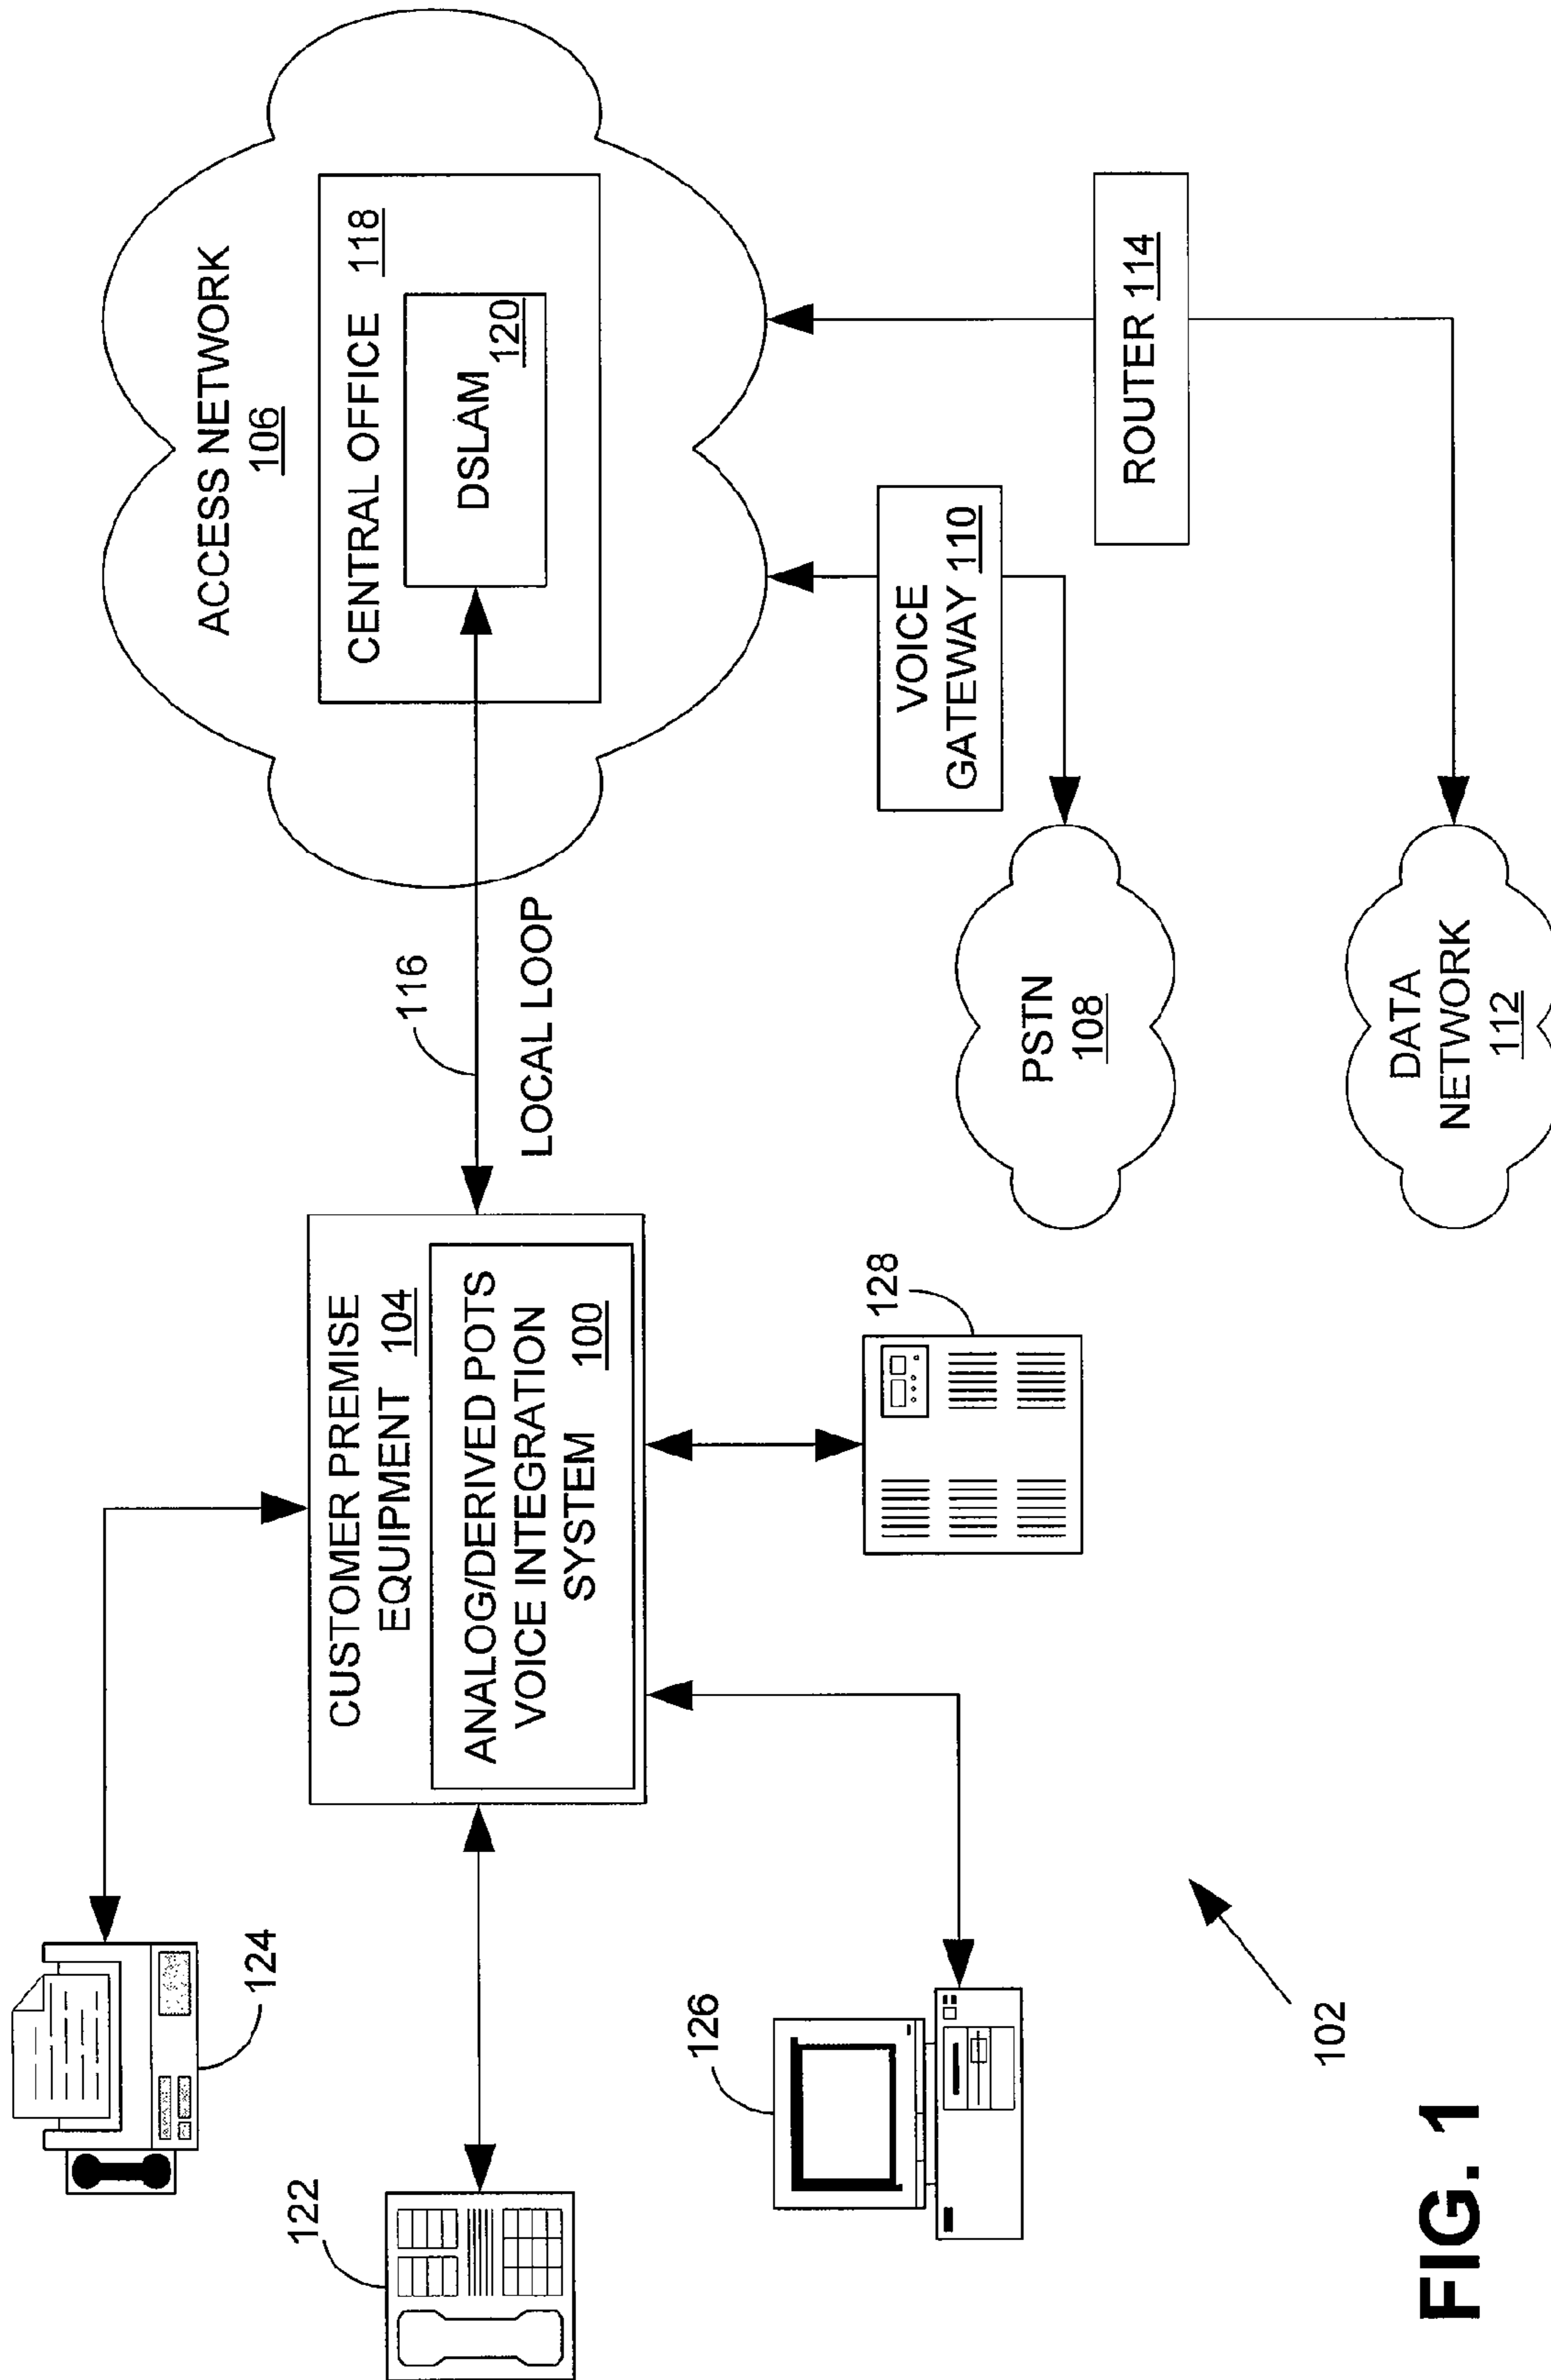 124
122
126
102
CUSTOMER PREMISE
EQUIPMENT 104
ANALOG/DERIVED POTS
VOICE INTEGRATION
SYSTEM 100
128
116
LOCAL LOOP
ACCESS NETWORK
106
CENTRAL OFFICE 118
DSLAM
120
VOICE
GATEWAY 110
ROUTER 114
PSTN
108
DATA
NETWORK
112
FIG. 1